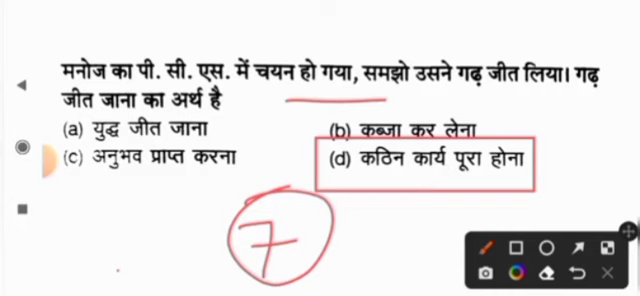 मनोज का पी. सी. एस. में चयन हो गया, समझो उसने गढ़ जीत लिया। गढ़
जीत जाना का अर्थ है
(a) युद्ध जीत जाना (b) कब्जा कर लेना
(c) अनुभव प्राप्त करना (d) कठिन कार्य पूरा होना
7